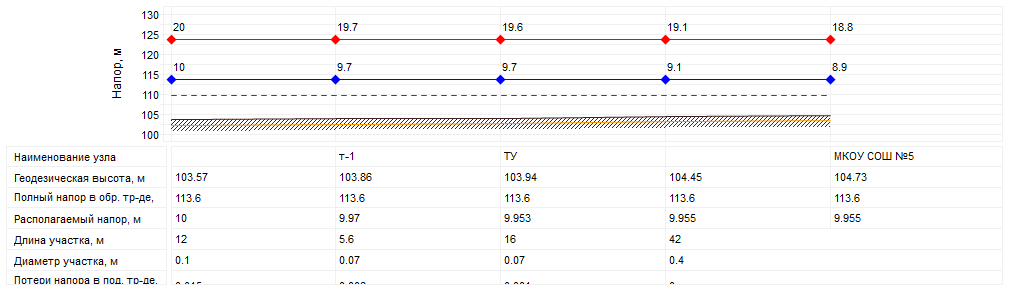 130
20 19.7 19.6 19.1 18.8
125
120
10 9.7 9.7 9.1 8.9
115
110
105
100
Напор, м
Наименование узла т-1 ТУ МКОУ СОШ №5
Геодезическая высота, м 103.57 103.86 103.94 104.45 104.73
Полный напор в обр. тр-де, 113.6 113.6 113.6 113.6 113.6
Располагаемый напор, м 10 9.97 9.953 9.955 9.955
Длина участка, м 12 5.6 16 42
Диаметр участка, м 0.1 0.07 0.07 0.4
Потери напора в под. тр-де,